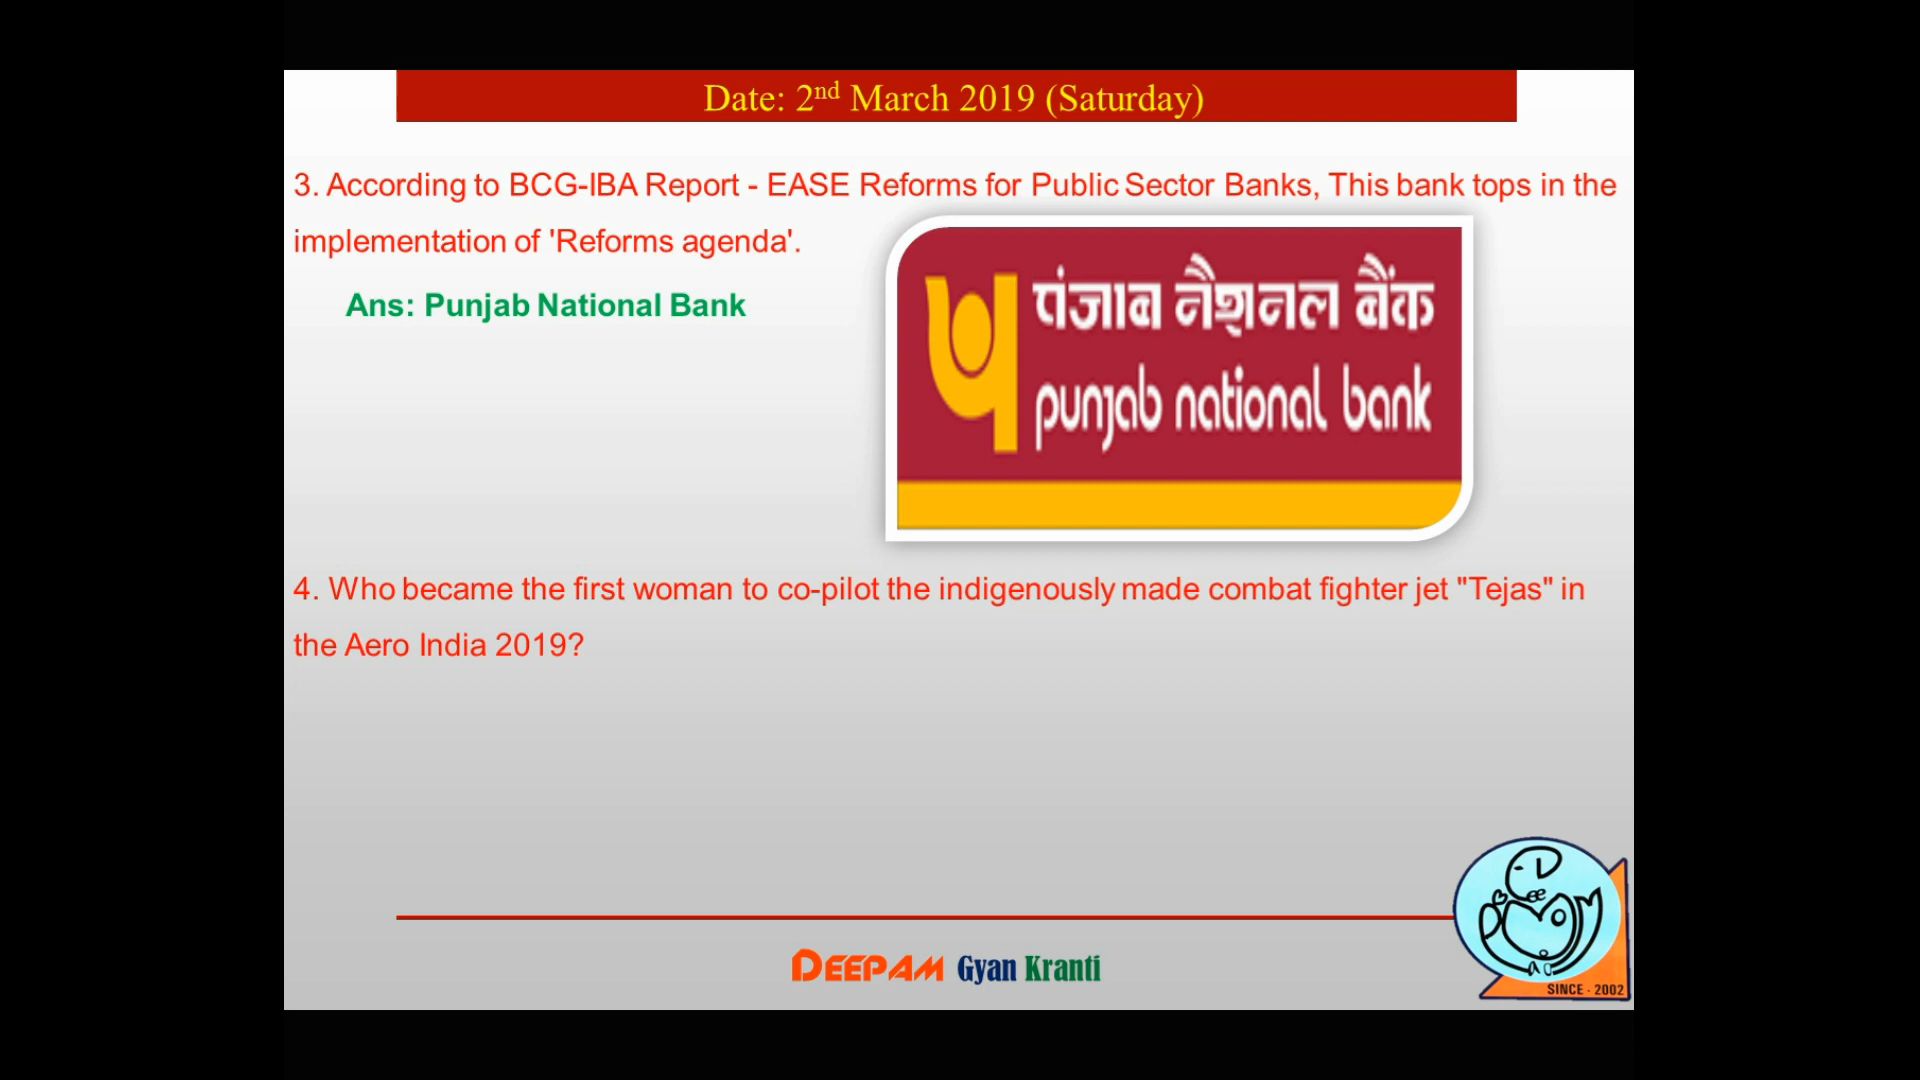 Date: 2nd March 2019 (Saturday)
3. According to BCG-IBA Report - EASE Reforms for Public Sector Banks, This bank tops in the
implementation of 'Reforms agenda'.
Ans: Punjab National Bank
पंजाब नैशनल बैंक
punjab national bank
4. Who became the first woman to co-pilot the indigenously made combat fighter jet "Tejas" in
the Aero India 2019?
DEEPAM Gyan Kranti
SINCE - 2002